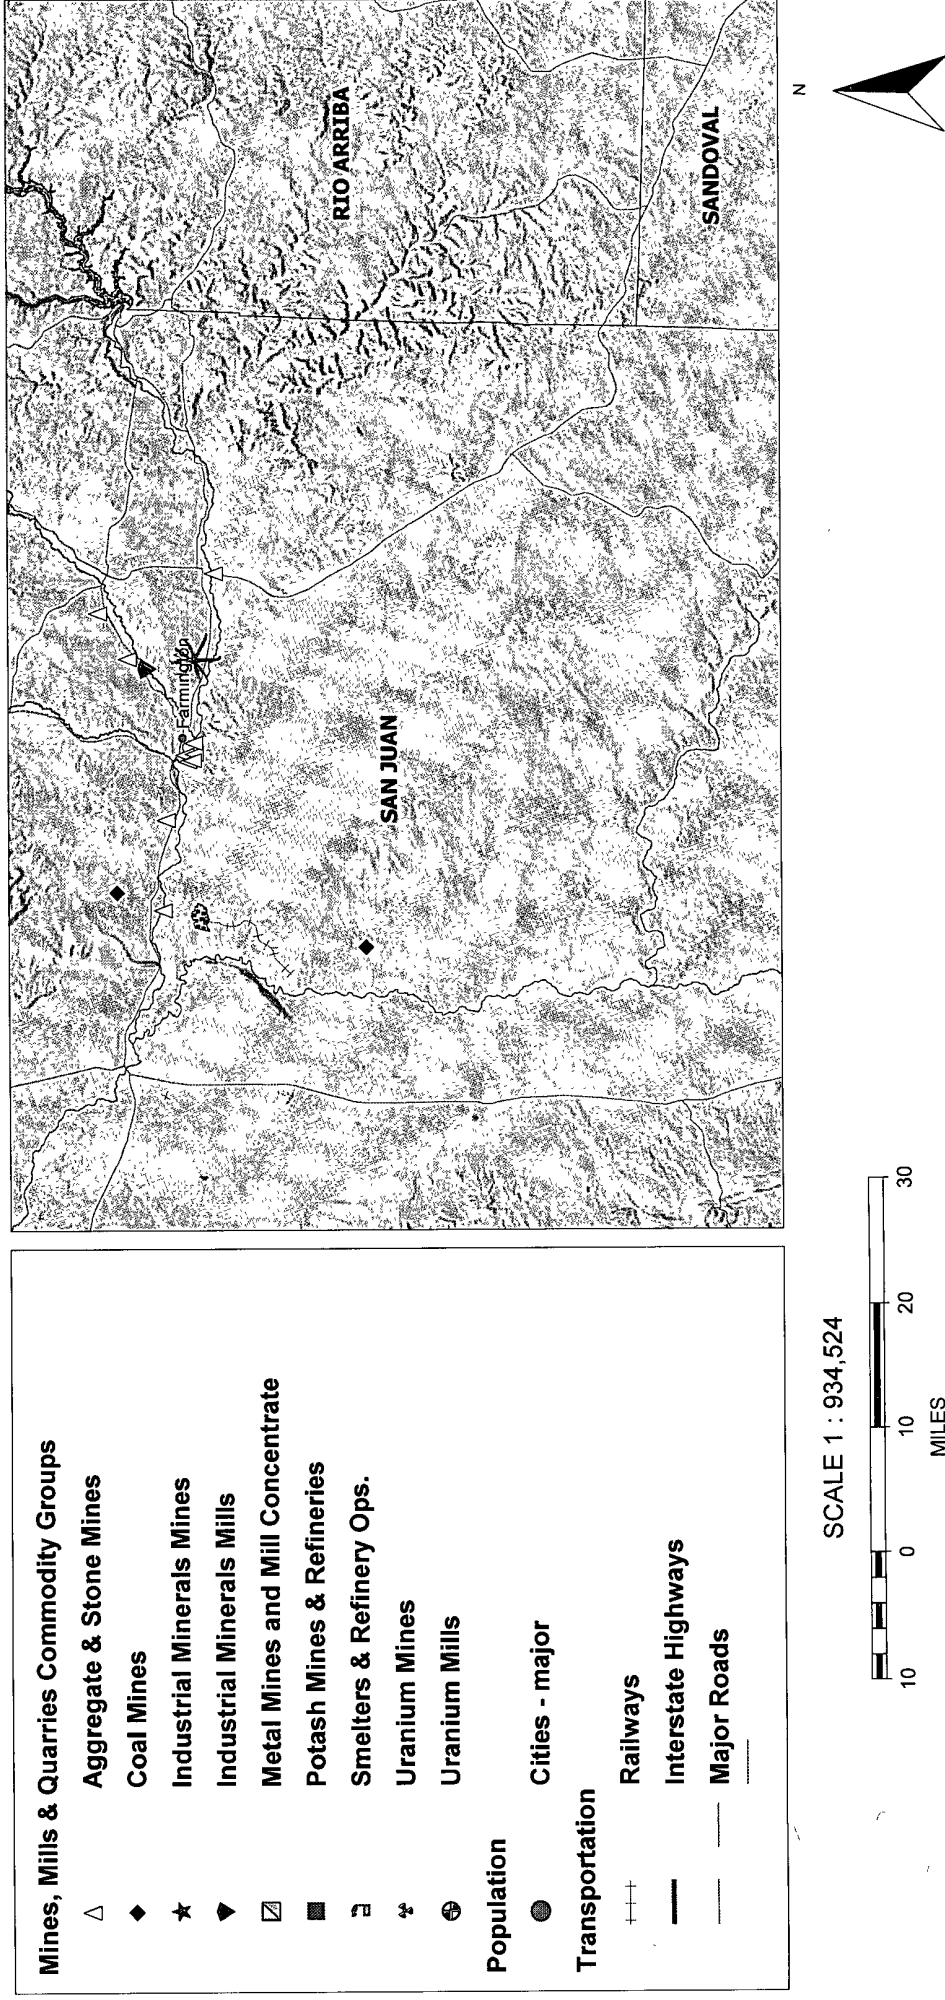 Mines, Mills & Quarries Commodity Groups
Aggregate & Stone Mines
Coal Mines
Industrial Minerals Mines
Industrial Minerals Mills
Metal Mines and Mill Concentrate
Potash Mines & Refineries
Smelters & Refinery Ops.
Uranium Mines
Uranium Mills
Population
Cities - major
Transportation
Railways
Interstate Highways
Major Roads
Farmington
SAN JUAN
RIO ARRIBA
SANDOVAL
SCALE 1 : 934,524
10 0 10 20 30
MILES
N